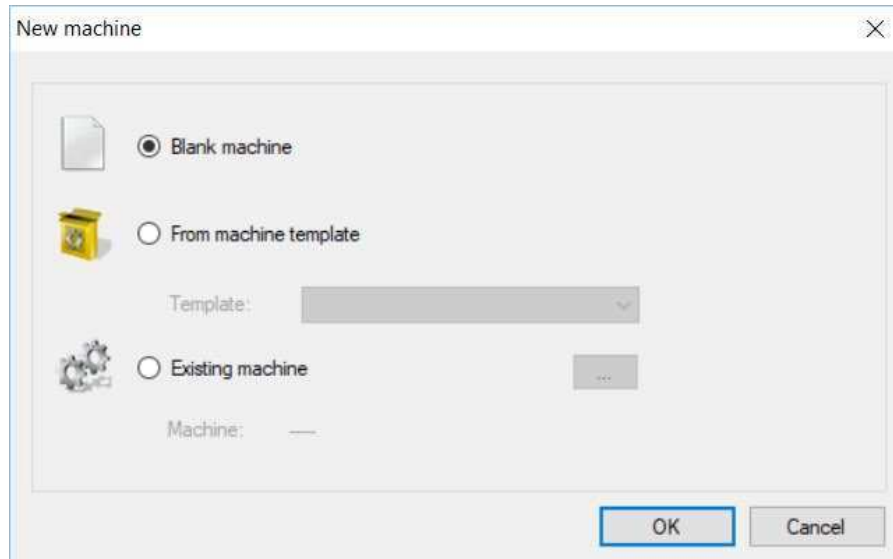 New machine
Blank machine
From machine template
Template:
Existing machine
...
Machine: ----
OK Cancel